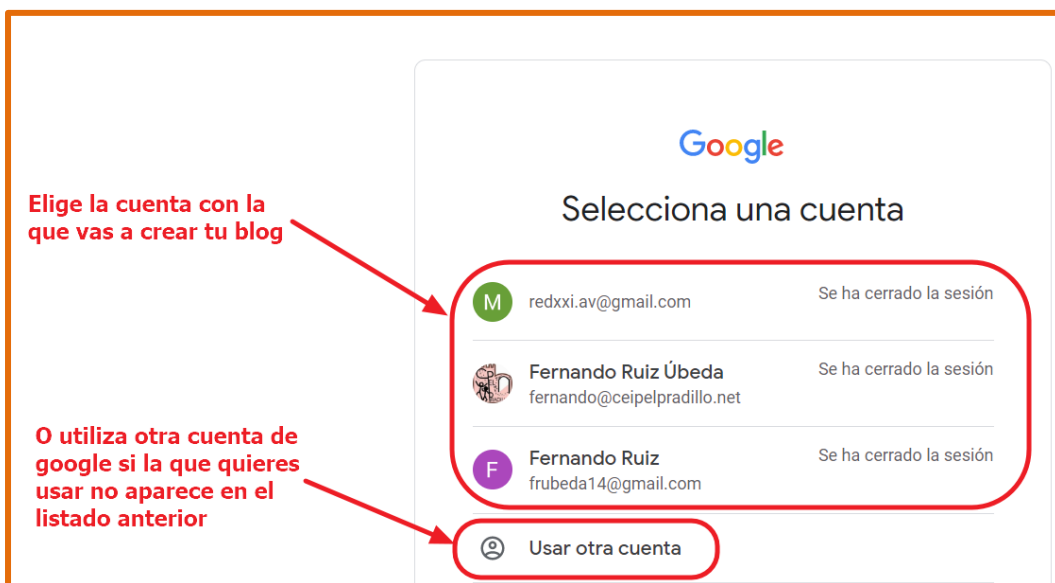 Google
Selecciona una cuenta
Elige la cuenta con la
que vas a crear tu blog
M
redxxi.av@gmail.com
Se ha cerrado la sesión
Fernando Ruiz Úbeda
Se ha cerrado la sesión
fernando@ceipelpradillo.net
O utiliza otra cuenta de
google si la que quieres
usar no aparece en el
listado anterior
F
Fernando Ruiz
Se ha cerrado la sesión
frubeda14@gmail.com
Usar otra cuenta